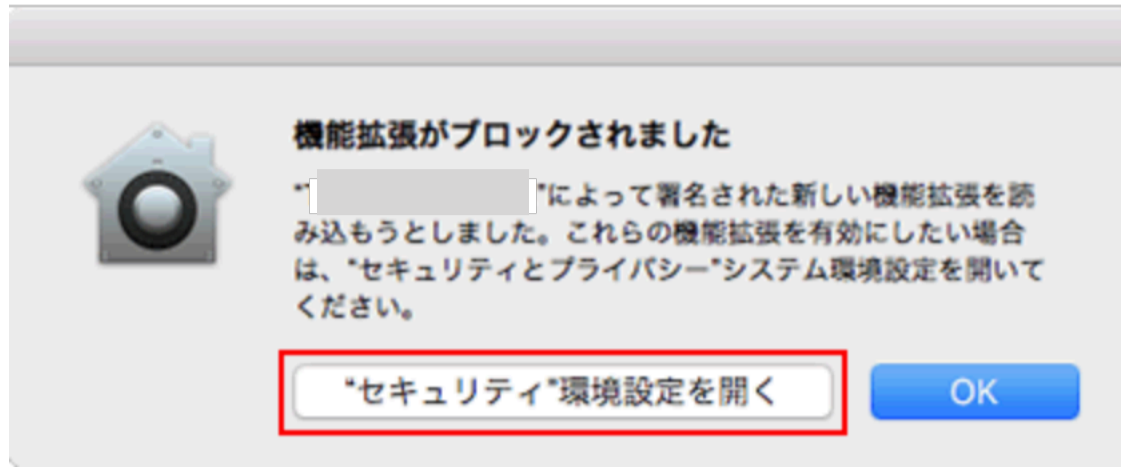 機能拡張がブロックされました
“ ”によって署名された新しい機能拡張を読
み込もうとしました。これらの機能拡張を有効にしたい場合
は、“セキュリティとプライバシー”システム環境設定を開いて
ください。
“セキュリティ”環境設定を開く
OK